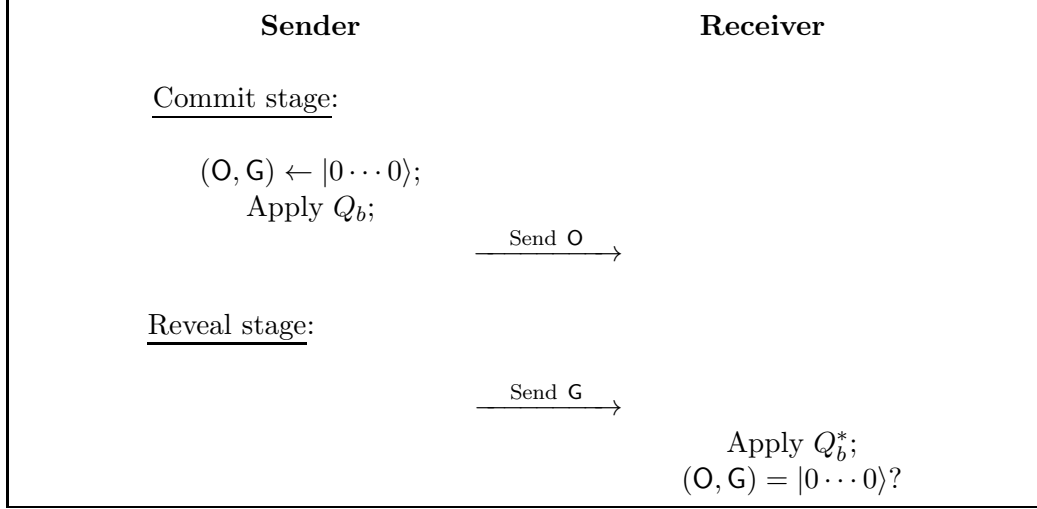 Sender Receiver
Commit stage:
(O, G) ← |0 · · · 0⟩;
Apply Q_b;
Send O
Reveal stage:
Send G
Apply Q_b^*;
(O, G) = |0 · · · 0⟩?